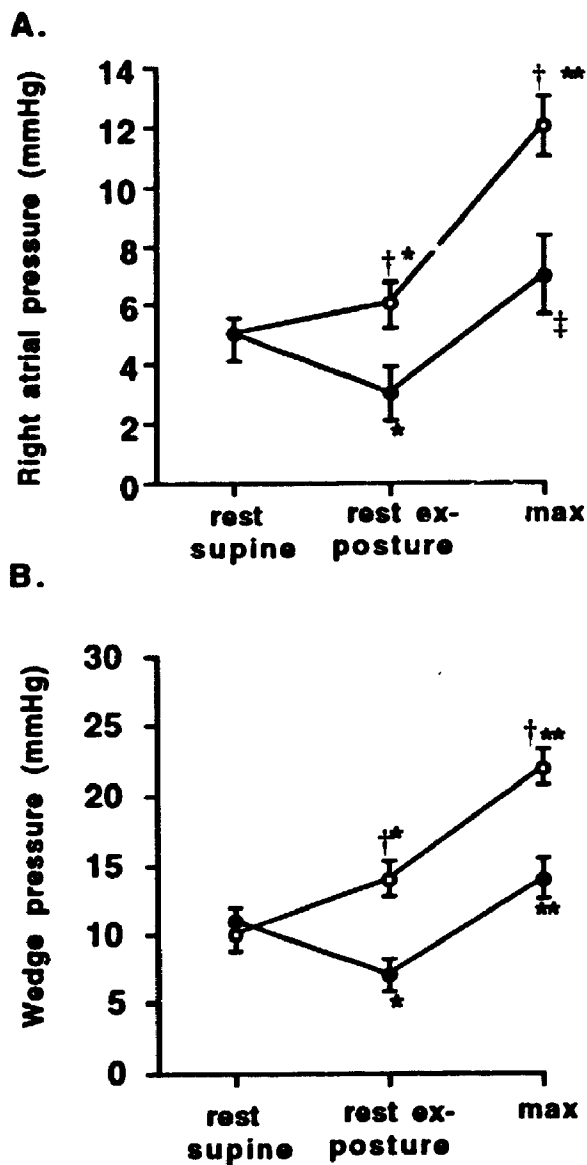 A.
Right atrial pressure (mmHg)
14
12
10
8
6
4
2
0
† **
† *
*
‡
rest supine
rest ex-posture
max
B.
Wedge pressure (mmHg)
30
25
20
15
10
5
0
†**
†*
*
**
rest supine
rest ex-posture
max